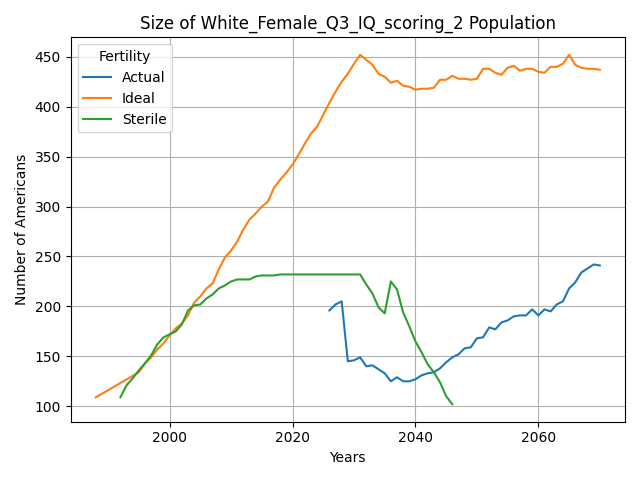 Size of White_Female_Q3_IQ_scoring_2 Population
Fertility
Actual
Ideal
Sterile
Number of Americans
450
400
350
300
250
200
150
100
2000
2020
2040
2060
Years